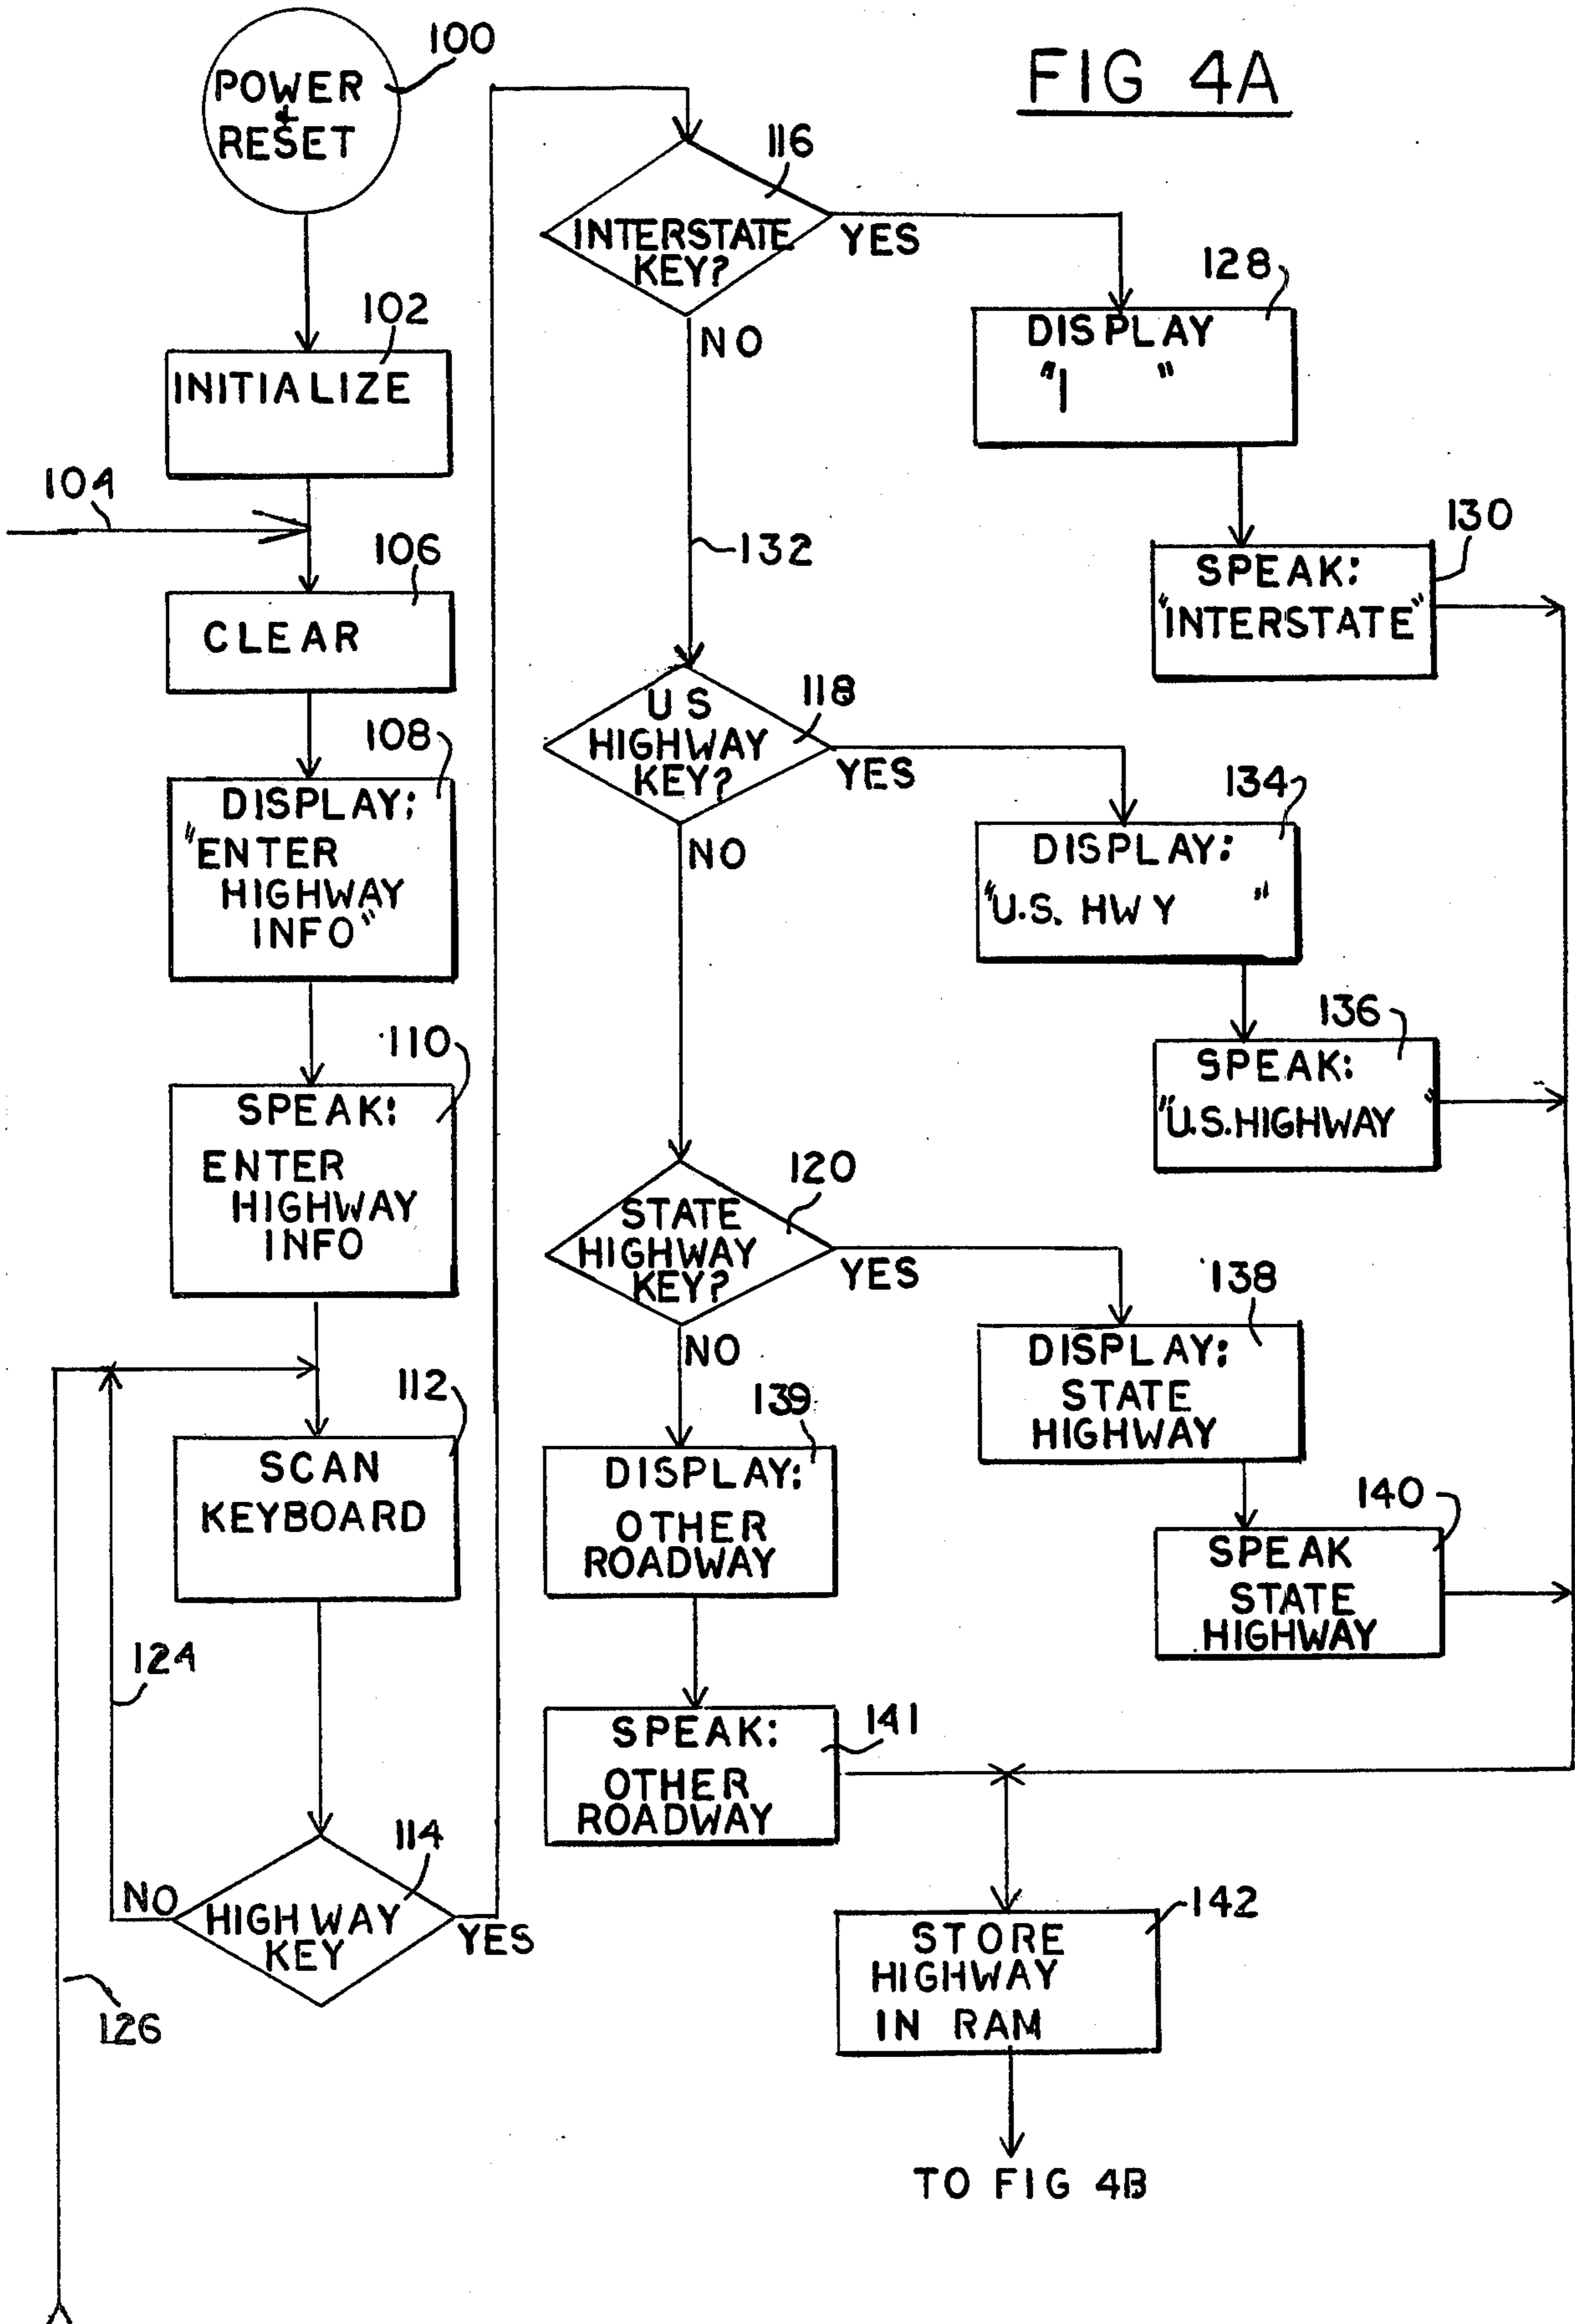 FIG 4A
100
POWER
&
RESET
102
INITIALIZE
104
106
CLEAR
108
DISPLAY:
"ENTER
HIGHWAY
INFO"
110
SPEAK:
ENTER
HIGHWAY
INFO
112
SCAN
KEYBOARD
124
114
HIGHWAY
KEY
NO
YES
126
116
INTERSTATE
KEY?
YES
NO
128
DISPLAY
"I "
130
SPEAK:
"INTERSTATE"
132
118
US
HIGHWAY
KEY?
YES
NO
134
DISPLAY:
"U.S. HWY "
136
SPEAK:
"U.S. HIGHWAY "
120
STATE
HIGHWAY
KEY?
YES
NO
138
DISPLAY:
STATE
HIGHWAY
140
SPEAK
STATE
HIGHWAY
139
DISPLAY:
OTHER
ROADWAY
141
SPEAK:
OTHER
ROADWAY
142
STORE
HIGHWAY
IN RAM
TO FIG 4B